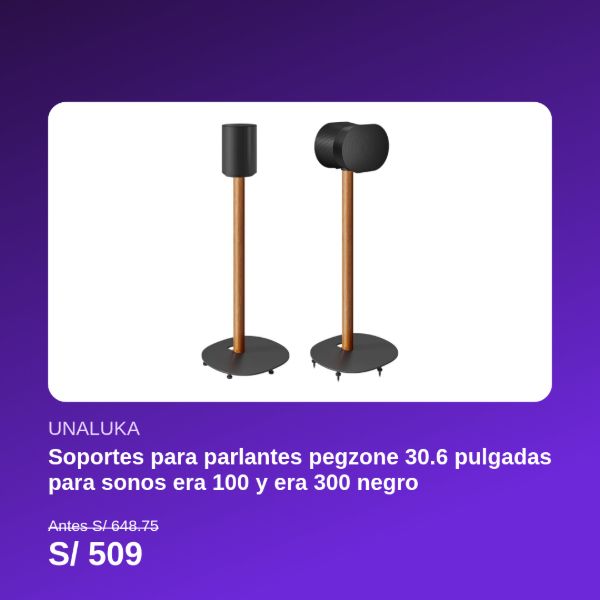 UNALUKA
Soportes para parlantes pegzone 30.6 pulgadas
para sonos era 100 y era 300 negro
Antes S/ 648.75
S/ 509